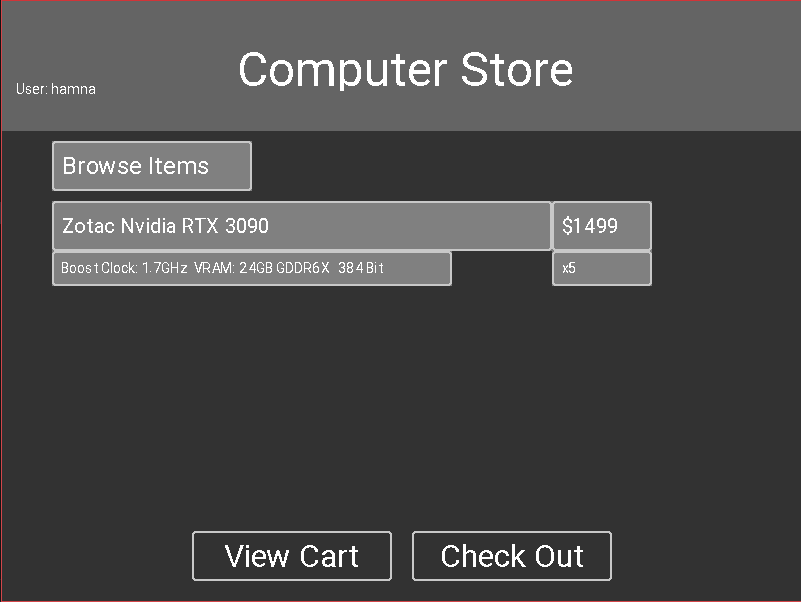 Computer Store
User: hamna
Browse Items
Zotac Nvidia RTX 3090 $1499
Boost Clock: 1.7GHz VRAM: 24GB GDDR6X 384 Bit x5
View Cart Check Out